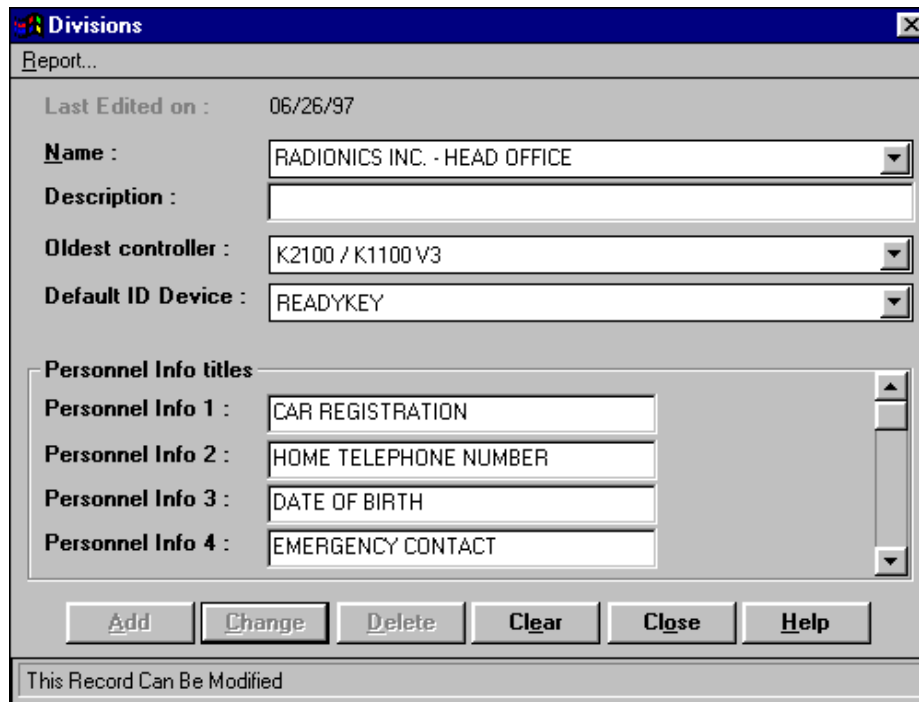 Divisions
Report...
Last Edited on : 06/26/97
Name : RADIONICS INC. - HEAD OFFICE
Description :
Oldest controller : K2100 / K1100 V3
Default ID Device : READYKEY
Personnel Info titles
Personnel Info 1 : CAR REGISTRATION
Personnel Info 2 : HOME TELEPHONE NUMBER
Personnel Info 3 : DATE OF BIRTH
Personnel Info 4 : EMERGENCY CONTACT
Add Change Delete Clear Close Help
This Record Can Be Modified